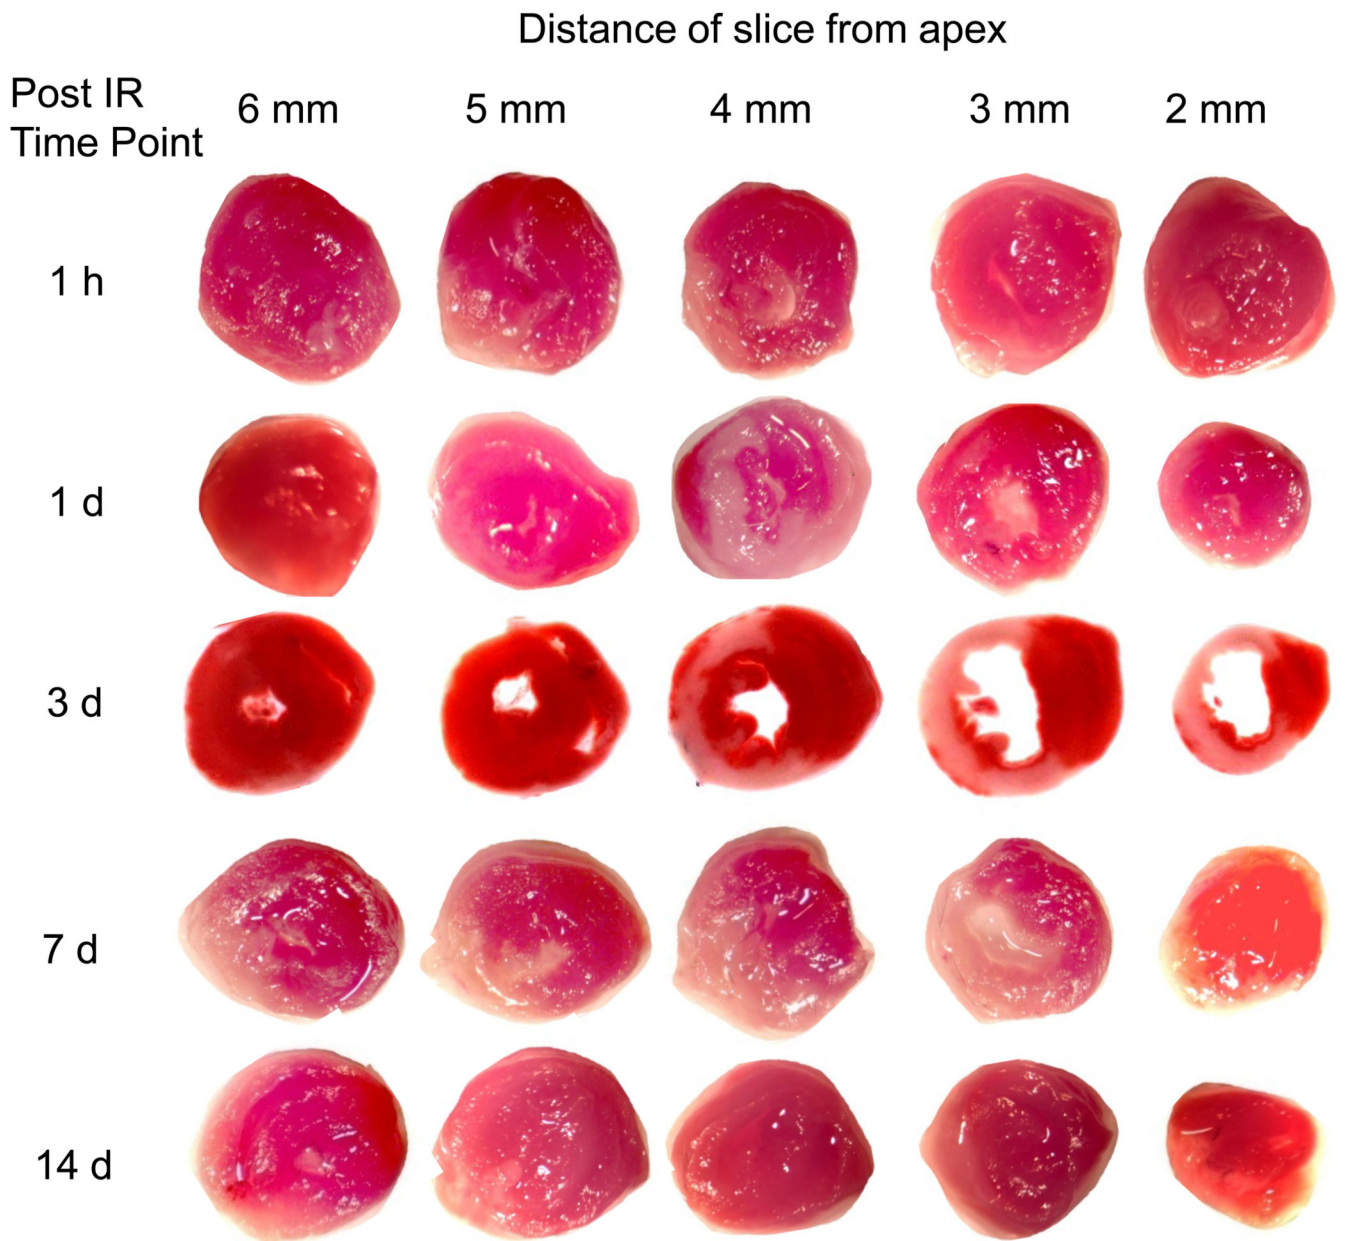 Distance of slice from apex
Post IR
Time Point
6 mm
5 mm
4 mm
3 mm
2 mm
1 h
1 d
3 d
7 d
14 d